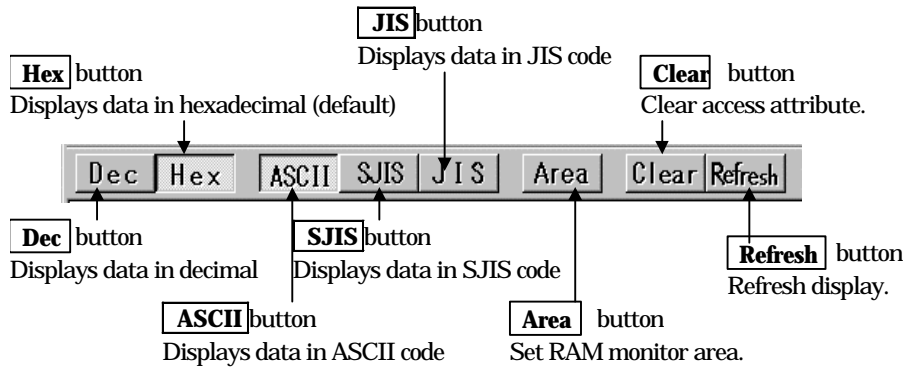 JIS button
Displays data in JIS code
Hex button
Displays data in hexadecimal (default)
Clear button
Clear access attribute.
Dec Hex ASCII SJIS JIS Area Clear Refresh
Dec button
Displays data in decimal
SJIS button
Displays data in SJIS code
Refresh button
Refresh display.
ASCII button
Displays data in ASCII code
Area button
Set RAM monitor area.